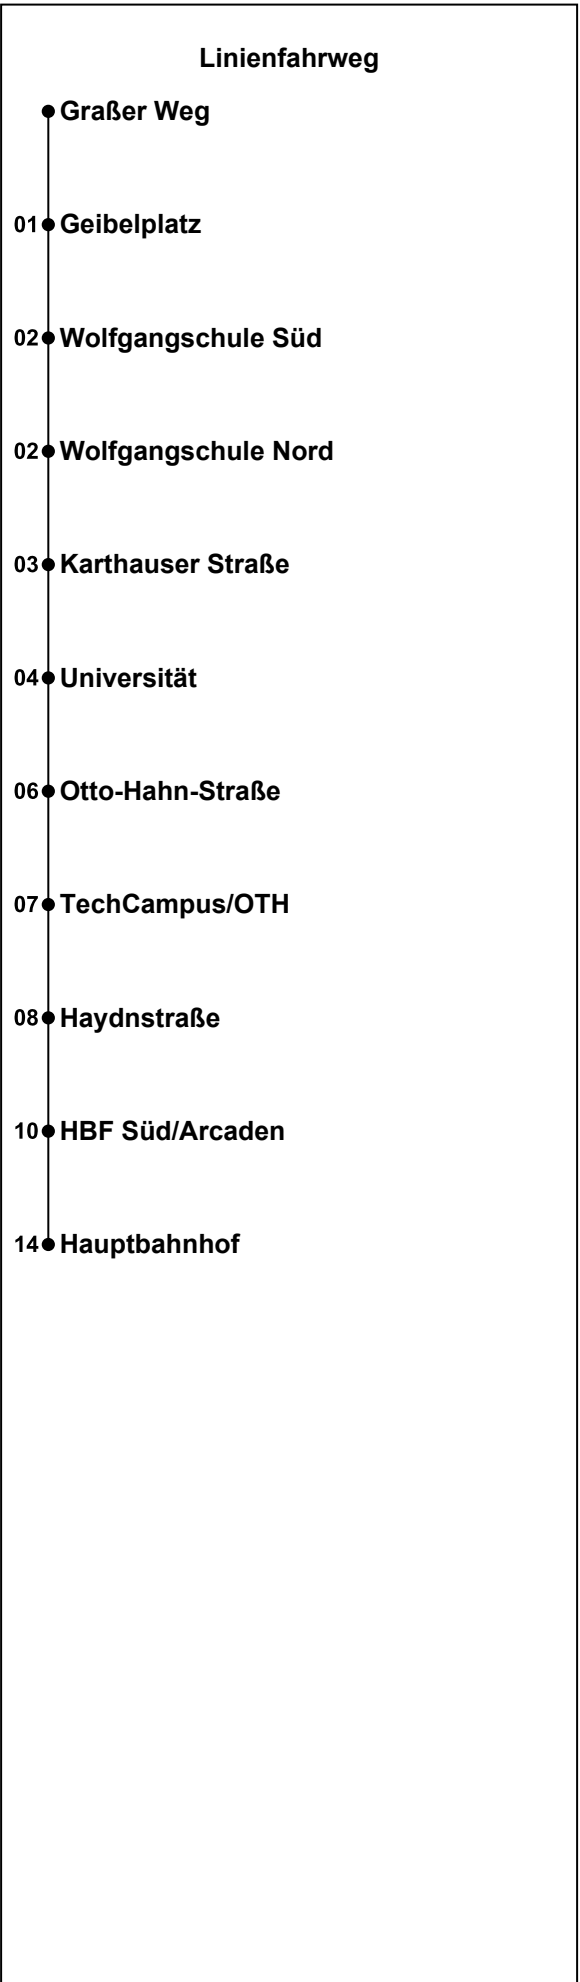 Linienfahrweg
Graßer Weg
01 Geibelplatz
02 Wolfgangschule Süd
02 Wolfgangschule Nord
03 Karthauser Straße
04 Universität
06 Otto-Hahn-Straße
07 TechCampus/OTH
08 Haydnstraße
10 HBF Süd/Arcaden
14 Hauptbahnhof